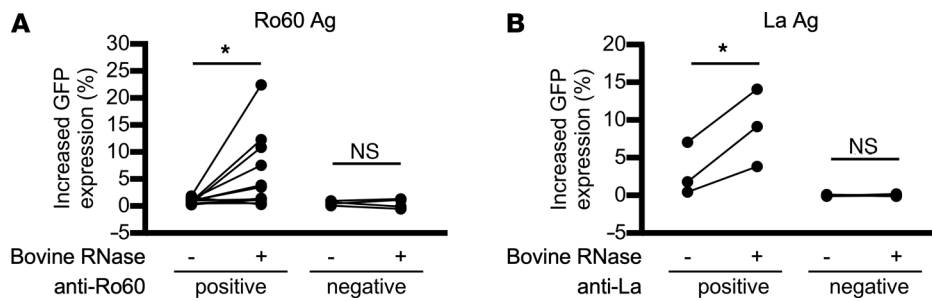 A
Ro60 Ag
Increased GFP
expression (%)
30
25
20
15
10
5
0
–5
*
NS
Bovine RNase - + - +
anti-Ro60 positive negative
B
La Ag
Increased GFP
expression (%)
20
15
10
5
0
–5
*
NS
Bovine RNase - + - +
anti-La positive negative